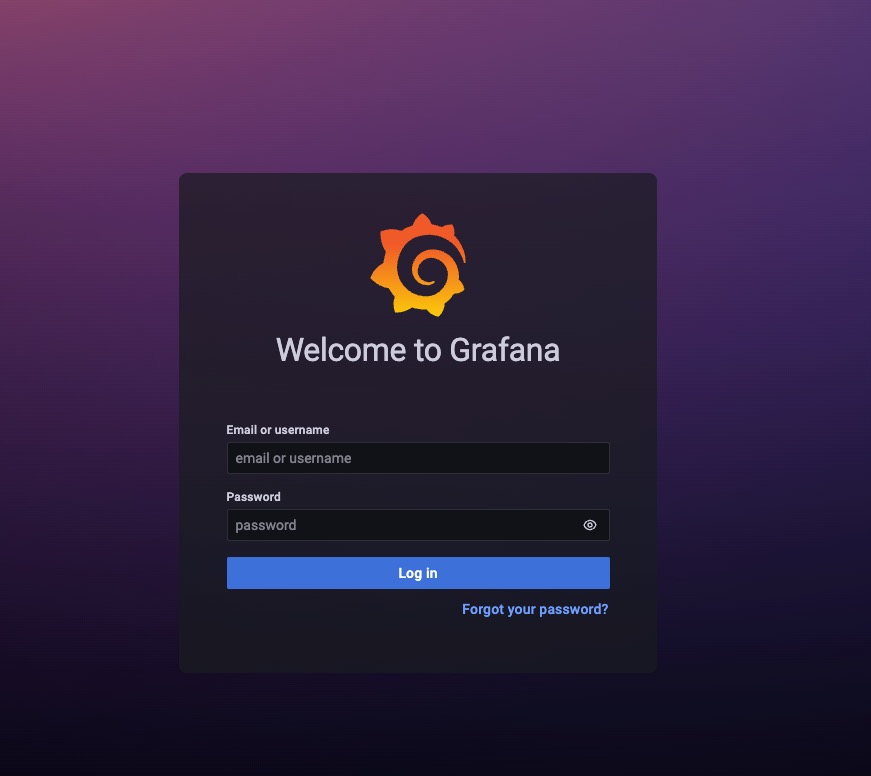 Welcome to Grafana
Email or username
email or username
Password
password
Log in
Forgot your password?